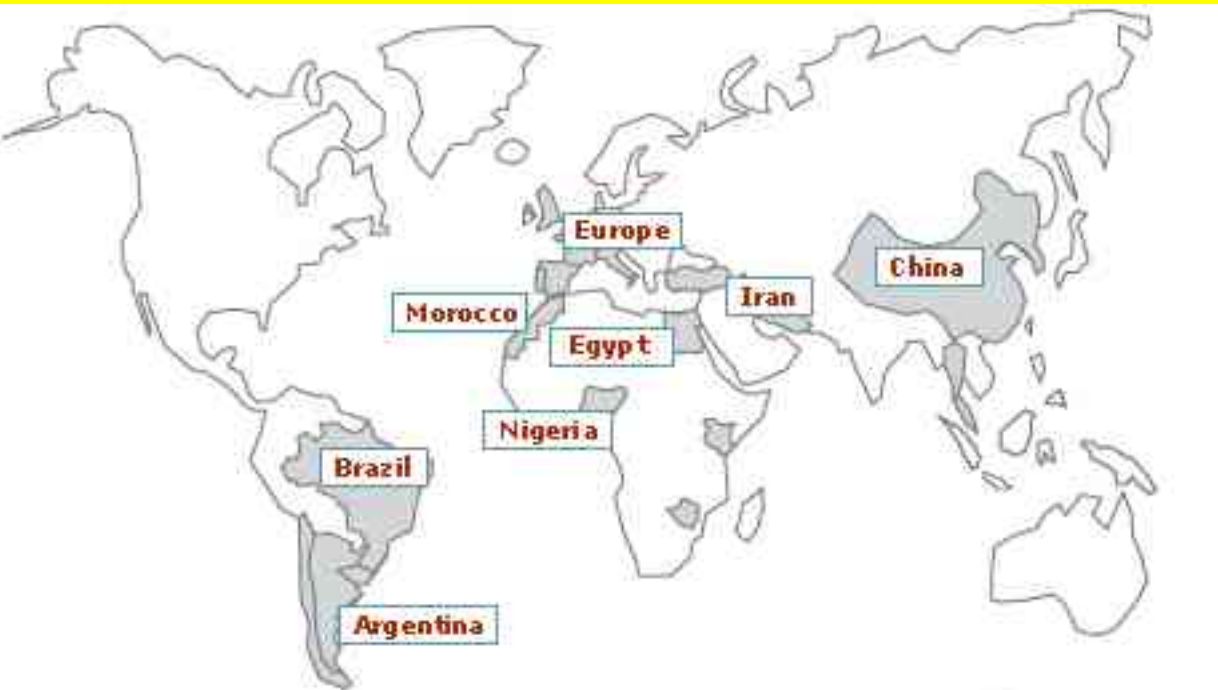 Europe
China
Iran
Morocco
Egypt
Nigeria
Brazil
Argentina